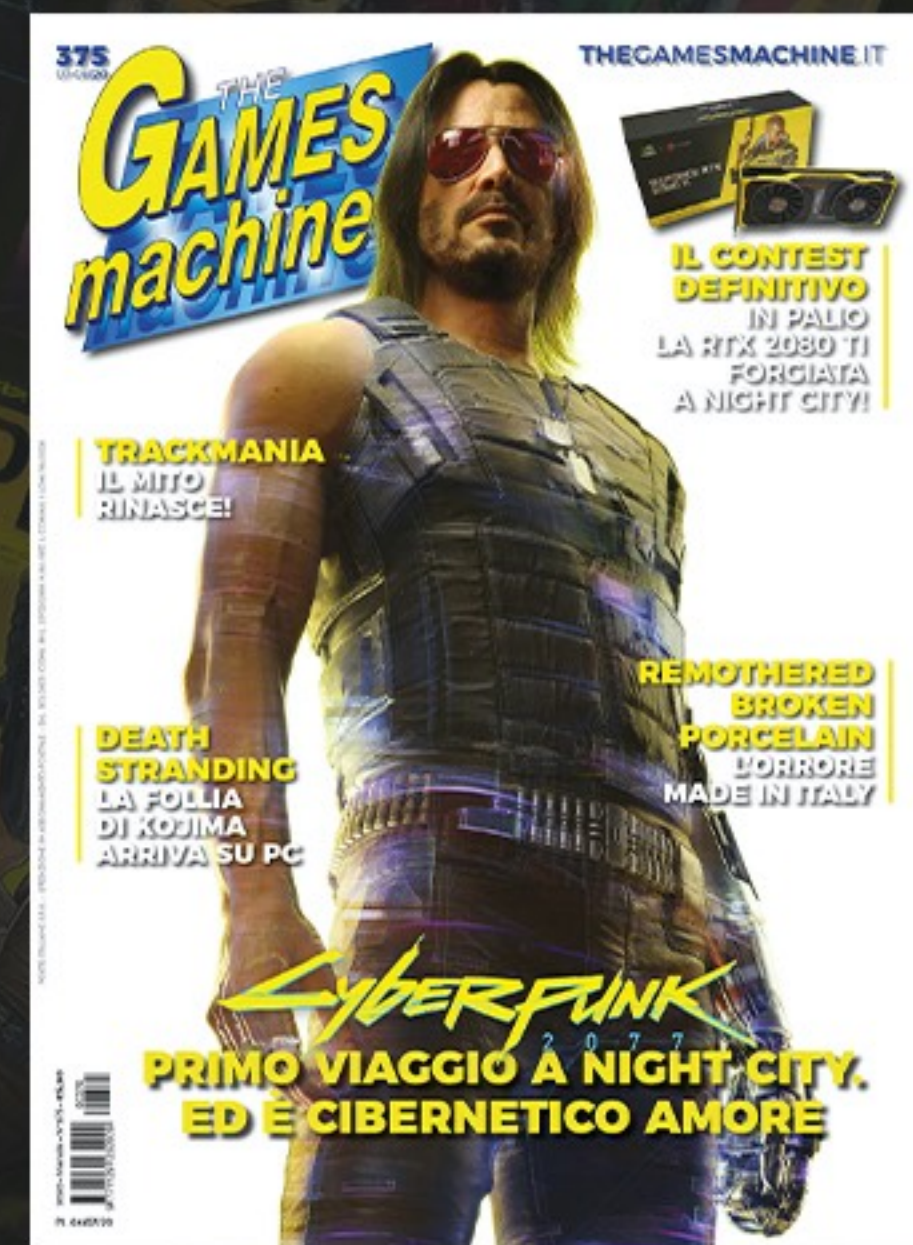 375
THE
GAMES
machine
THEGAMESMACHINE.IT
IL CONTEST
DEFINITIVO
IN PALIO
LA RTX 2080 TI
FORGIATA
A NIGHT CITY!
TRACKMANIA
IL MITO
RINASCE!
REMOTHERED
BROKEN
PORCELAIN
L'ORRORE
MADE IN ITALY
DEATH
STRANDING
LA FOLLIA
DI KOJIMA
ARRIVA SU PC
Cyberpunk
2077
PRIMO VIAGGIO A NIGHT CITY.
ED È CIBERNETICO AMORE